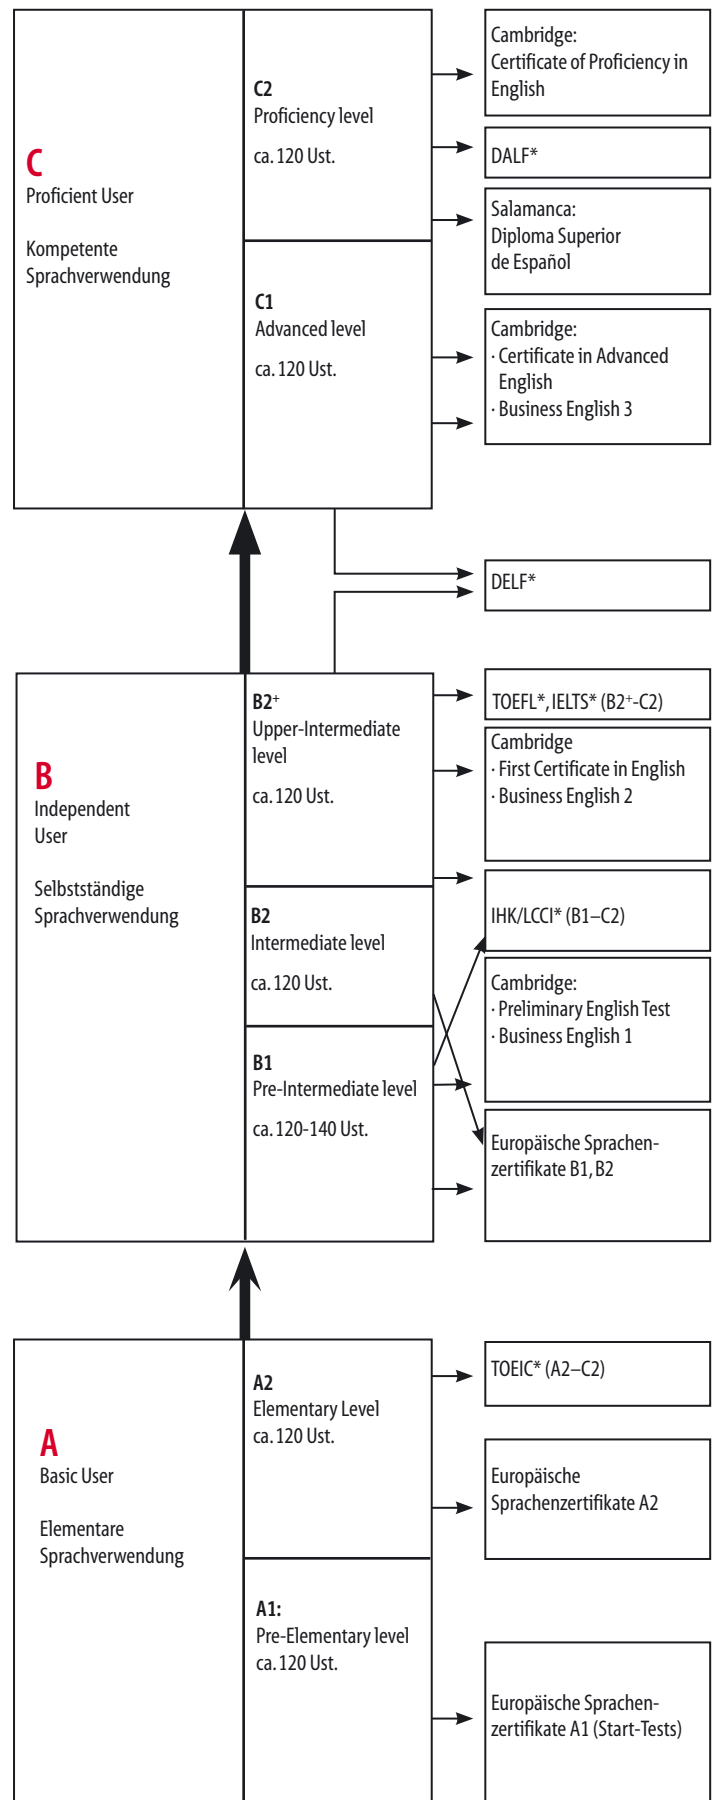 C
Proficient User
Kompetente
Sprachverwendung
C2
Proficiency level
ca. 120 Ust.
C1
Advanced level
ca. 120 Ust.
Cambridge:
Certificate of Proficiency in
English
DALF*
Salamanca:
Diploma Superior
de Español
Cambridge:
· Certificate in Advanced
English
· Business English 3
DELF*
B
Independent
User
Selbstständige
Sprachverwendung
B2+
Upper-Intermediate
level
ca. 120 Ust.
B2
Intermediate level
ca. 120 Ust.
B1
Pre-Intermediate level
ca. 120-140 Ust.
TOEFL*, IELTS* (B2+-C2)
Cambridge
· First Certificate in English
· Business English 2
IHK/LCCI* (B1–C2)
Cambridge:
· Preliminary English Test
· Business English 1
Europäische Sprachen-
zertifikate B1, B2
A
Basic User
Elementare
Sprachverwendung
A2
Elementary Level
ca. 120 Ust.
A1:
Pre-Elementary level
ca. 120 Ust.
TOEIC* (A2–C2)
Europäische
Sprachenzertifikate A2
Europäische Sprachen-
zertifikate A1 (Start-Tests)